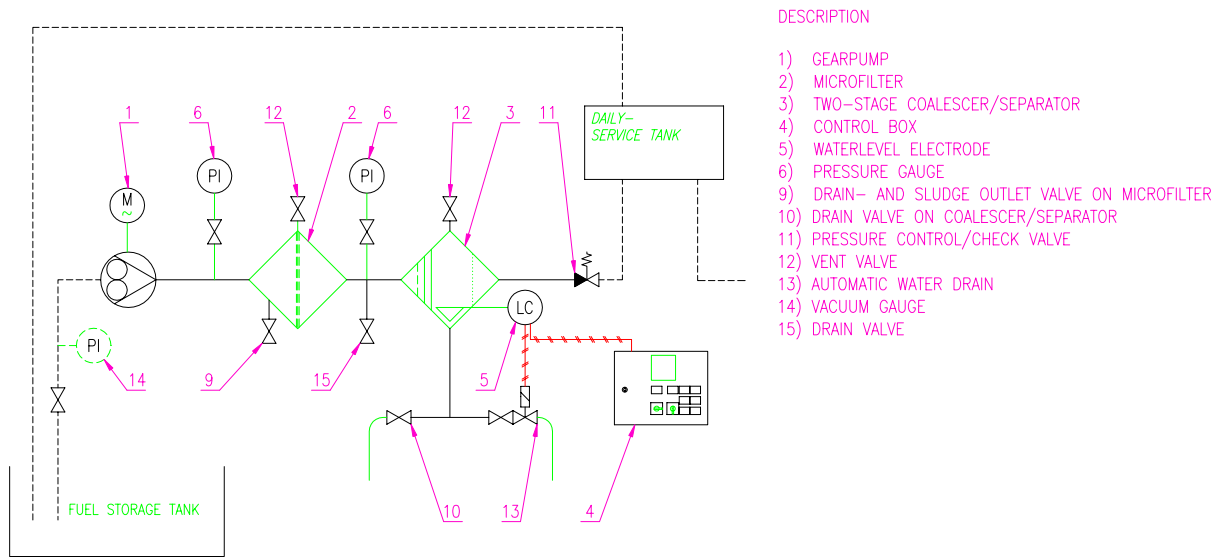 DESCRIPTION
1) GEARPUMP
2) MICROFILTER
3) TWO-STAGE COALESCER/SEPARATOR
4) CONTROL BOX
5) WATERLEVEL ELECTRODE
6) PRESSURE GAUGE
9) DRAIN- AND SLUDGE OUTLET VALVE ON MICROFILTER
10) DRAIN VALVE ON COALESCER/SEPARATOR
11) PRESSURE CONTROL/CHECK VALVE
12) VENT VALVE
13) AUTOMATIC WATER DRAIN
14) VACUUM GAUGE
15) DRAIN VALVE
1
6
12
2
6
3
12
11
DAILY-
SERVICE TANK
PI
PI
M
~
LC
PI
14
9
15
5
10
13
4
FUEL STORAGE TANK